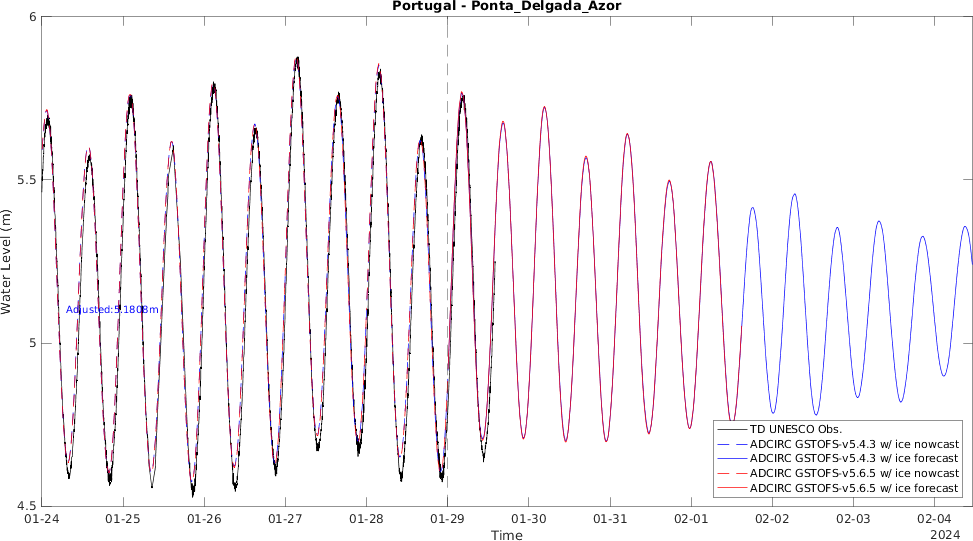 Portugal - Ponta_Delgada_Azor
Water Level (m)
6
5.5
5
4.5
Adjusted:5.1808m
TD UNESCO Obs.
ADCIRC GSTOFS-v5.4.3 w/ ice nowcast
ADCIRC GSTOFS-v5.4.3 w/ ice forecast
ADCIRC GSTOFS-v5.6.5 w/ ice nowcast
ADCIRC GSTOFS-v5.6.5 w/ ice forecast
01-24 01-25 01-26 01-27 01-28 01-29 01-30 01-31 02-01 02-02 02-03 02-04
Time 2024